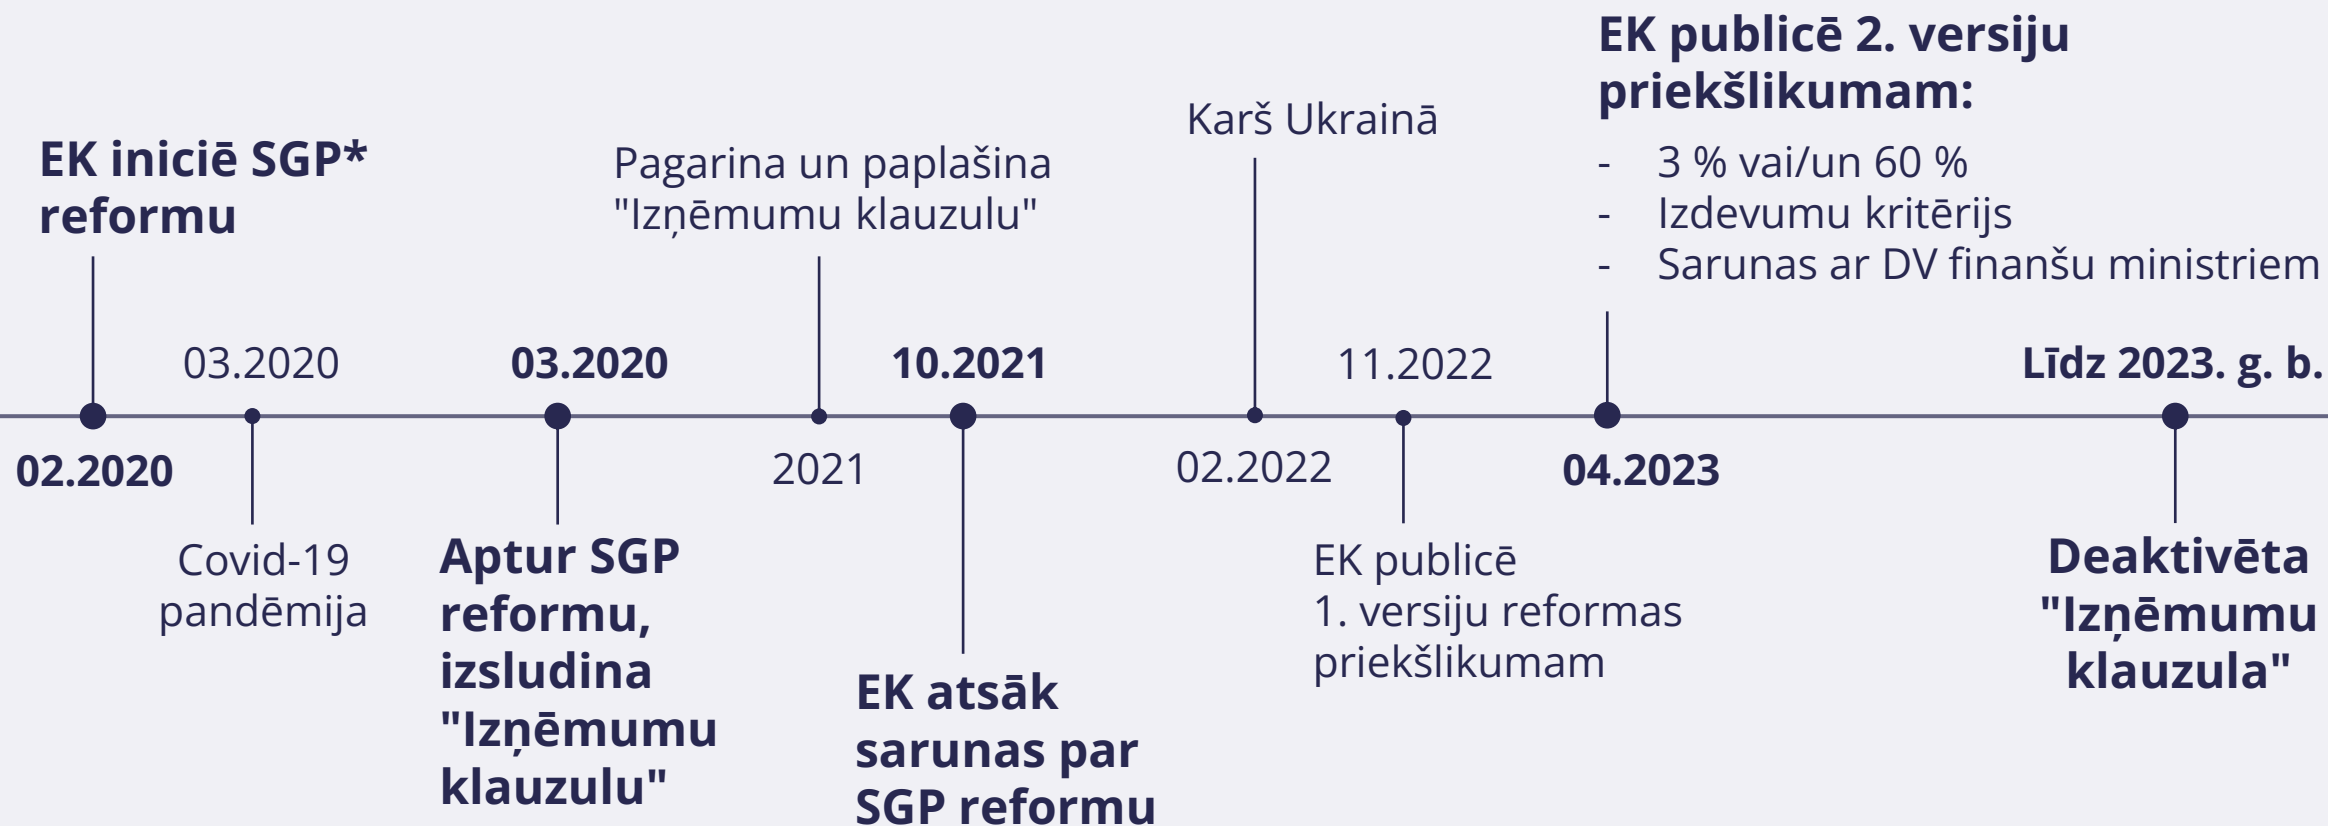 EK iniciē SGP*
reformu
02.2020
03.2020
Covid-19
pandēmija
03.2020
Aptur SGP
reformu,
izsludina
"Izņēmumu
klauzulu"
Pagarina un paplašina
"Izņēmumu klauzulu"
2021
10.2021
EK atsāk
sarunas par
SGP reformu
Karš Ukrainā
02.2022
11.2022
EK publicē
1. versiju reformas
priekšlikumam
EK publicē 2. versiju
priekšlikumam:
- 3 % vai/un 60 %
- Izdevumu kritērijs
- Sarunas ar DV finanšu ministriem
04.2023
Līdz 2023. g. b.
Deaktivēta
"Izņēmumu
klauzula"